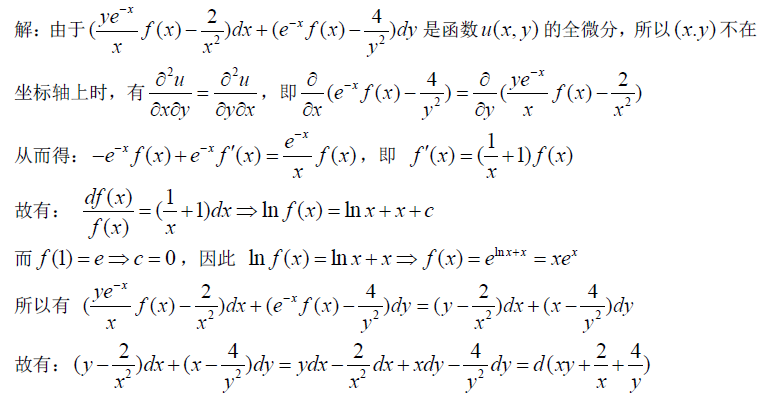 解：由于 $(\frac{ye^{-x}}{x}f(x)-\frac{2}{x^2})dx+(e^{-x}f(x)-\frac{4}{y^2})dy$ 是函数 $u(x,y)$ 的全微分，所以 $(x.y)$ 不在
坐标轴上时，有 $\frac{\partial^2 u}{\partial x\partial y}=\frac{\partial^2 u}{\partial y\partial x}$，即 $\frac{\partial}{\partial x}(e^{-x}f(x)-\frac{4}{y^2})=\frac{\partial}{\partial y}(\frac{ye^{-x}}{x}f(x)-\frac{2}{x^2})$
从而得：$-e^{-x}f(x)+e^{-x}f'(x)=\frac{e^{-x}}{x}f(x)$，即 $f'(x)=(\frac{1}{x}+1)f(x)$
故有： $\frac{df(x)}{f(x)}=(\frac{1}{x}+1)dx\Rightarrow \ln f(x)=\ln x+x+c$
而 $f(1)=e\Rightarrow c=0$，因此 $\ln f(x)=\ln x+x\Rightarrow f(x)=e^{\ln x+x}=xe^x$
所以有 $(\frac{ye^{-x}}{x}f(x)-\frac{2}{x^2})dx+(e^{-x}f(x)-\frac{4}{y^2})dy=(y-\frac{2}{x^2})dx+(x-\frac{4}{y^2})dy$
故有：$(y-\frac{2}{x^2})dx+(x-\frac{4}{y^2})dy=ydx-\frac{2}{x^2}dx+xdy-\frac{4}{y^2}dy=d(xy+\frac{2}{x}+\frac{4}{y})$